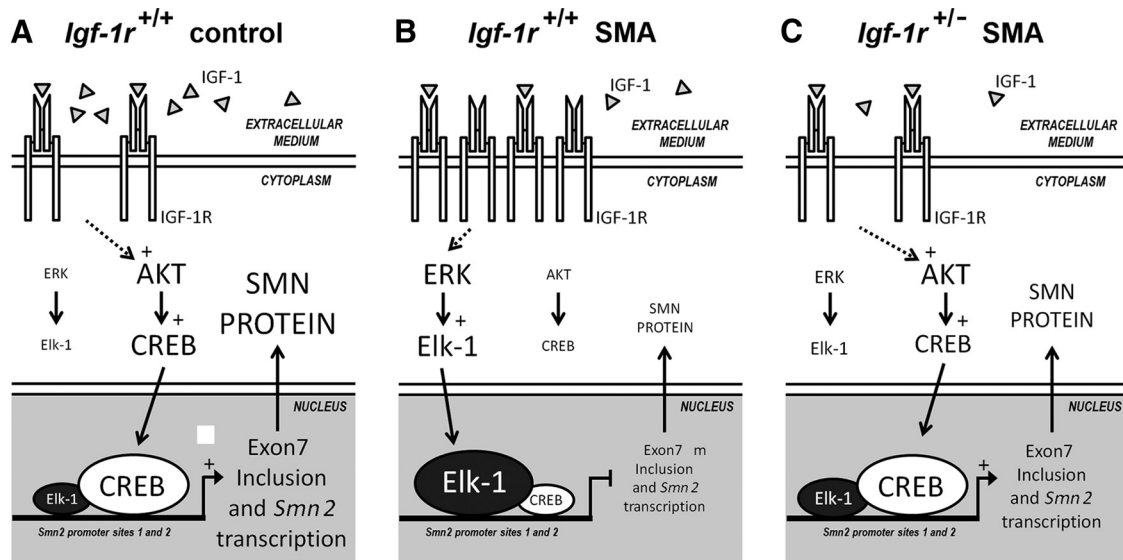 A Igf-1r +/+ control
IGF-1
EXTRACELLULAR
MEDIUM
CYTOPLASM
IGF-1R
+
ERK
AKT
SMN
PROTEIN
+
Elk-1
CREB
NUCLEUS
Exon7
Inclusion
and Smn 2
transcription
+
Elk-1
CREB
Smn2 promoter sites 1 and 2
B Igf-1r +/+ SMA
IGF-1
EXTRACELLULAR
MEDIUM
CYTOPLASM
IGF-1R
ERK
AKT
SMN
PROTEIN
+
Elk-1
CREB
NUCLEUS
Exon7 m
Inclusion
and Smn 2
transcription
Elk-1
CREB
Smn2 promoter sites 1 and 2
C Igf-1r +/- SMA
IGF-1
EXTRACELLULAR
MEDIUM
CYTOPLASM
IGF-1R
+
ERK
AKT
SMN
PROTEIN
+
Elk-1
CREB
NUCLEUS
Exon7
Inclusion
and Smn 2
transcription
+
Elk-1
CREB
Smn2 promoter sites 1 and 2